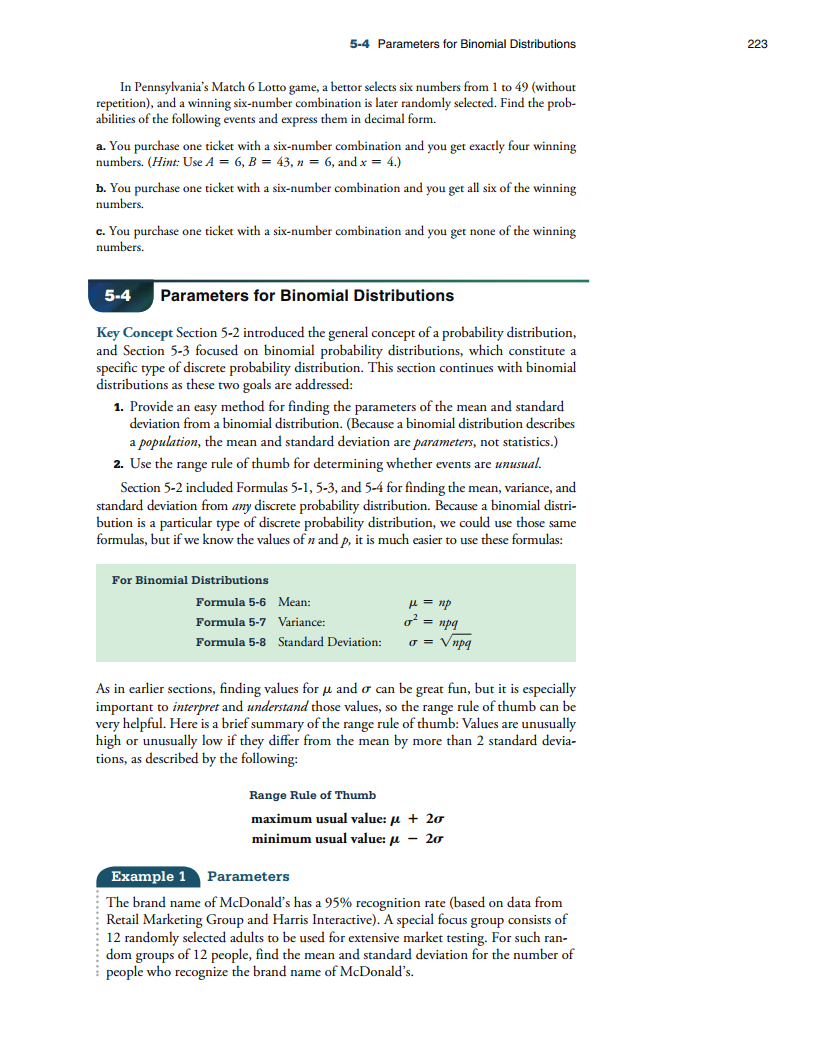 5-4 Parameters for Binomial Distributions 223
In Pennsylvania's Match 6 Lotto game, a bettor selects six numbers from 1 to 49 (without
repetition), and a winning six-number combination is later randomly selected. Find the prob-
abilities of the following events and express them in decimal form.
a. You purchase one ticket with a six-number combination and you get exactly four winning
numbers. (Hint: Use A = 6, B = 43, n = 6, and x = 4.)
b. You purchase one ticket with a six-number combination and you get all six of the winning
numbers.
c. You purchase one ticket with a six-number combination and you get none of the winning
numbers.
5-4 Parameters for Binomial Distributions
Key Concept Section 5-2 introduced the general concept of a probability distribution,
and Section 5-3 focused on binomial probability distributions, which constitute a
specific type of discrete probability distribution. This section continues with binomial
distributions as these two goals are addressed:
1. Provide an easy method for finding the parameters of the mean and standard
deviation from a binomial distribution. (Because a binomial distribution describes
a population, the mean and standard deviation are parameters, not statistics.)
2. Use the range rule of thumb for determining whether events are unusual.
Section 5-2 included Formulas 5-1, 5-3, and 5-4 for finding the mean, variance, and
standard deviation from any discrete probability distribution. Because a binomial distri-
bution is a particular type of discrete probability distribution, we could use those same
formulas, but if we know the values of n and p, it is much easier to use these formulas:
For Binomial Distributions
Formula 5-6 Mean: μ = np
Formula 5-7 Variance: σ² = npq
Formula 5-8 Standard Deviation: σ = √npq
As in earlier sections, finding values for μ and σ can be great fun, but it is especially
important to interpret and understand those values, so the range rule of thumb can be
very helpful. Here is a brief summary of the range rule of thumb: Values are unusually
high or unusually low if they differ from the mean by more than 2 standard devia-
tions, as described by the following:
Range Rule of Thumb
maximum usual value: μ + 2σ
minimum usual value: μ − 2σ
Example 1 Parameters
The brand name of McDonald's has a 95% recognition rate (based on data from
Retail Marketing Group and Harris Interactive). A special focus group consists of
12 randomly selected adults to be used for extensive market testing. For such ran-
dom groups of 12 people, find the mean and standard deviation for the number of
people who recognize the brand name of McDonald's.